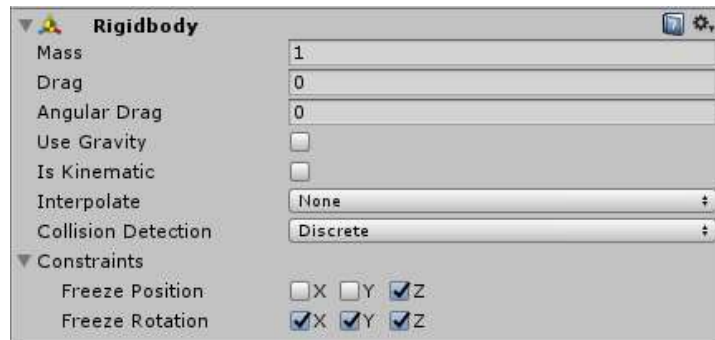 Rigidbody
Mass 1
Drag 0
Angular Drag 0
Use Gravity
Is Kinematic
Interpolate None
Collision Detection Discrete
Constraints
Freeze Position X Y Z
Freeze Rotation X Y Z